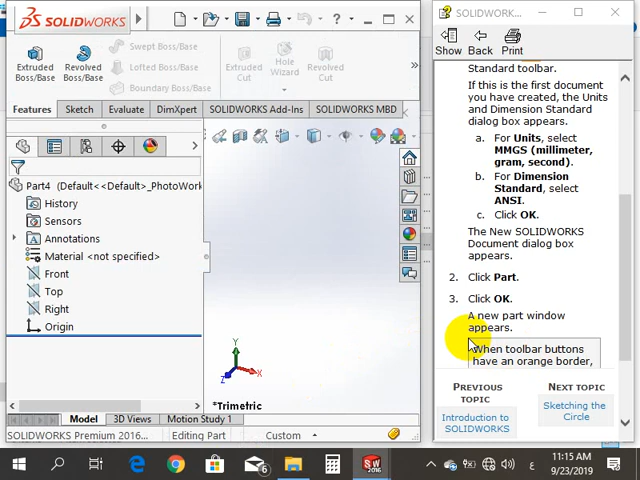 SOLIDWORKS
Extruded
Boss/Base
Revolved
Boss/Base
Swept Boss/Base
Lofted Boss/Base
Boundary Boss/Base
Extruded
Cut
Hole
Wizard
Revolved
Cut
Features
Sketch
Evaluate
DimXpert
SOLIDWORKS Add-Ins
SOLIDWORKS MBD
Part4 (Default<<Default>_PhotoWork
History
Sensors
Annotations
Material <not specified>
Front
Top
Right
Origin
Y
X
Z
*Trimetric
Model
3D Views
Motion Study 1
SOLIDWORKS Premium 2016...
Editing Part
Custom
SOLIDWORK...
Show
Back
Print
Standard toolbar.
If this is the first document
you have created, the Units
and Dimension Standard
dialog box appears.
a. For Units, select
MMGS (millimeter,
gram, second).
b. For Dimension
Standard, select
ANSI.
c. Click OK.
The New SOLIDWORKS
Document dialog box
appears.
2. Click Part.
3. Click OK.
A new part window
appears.
When toolbar buttons
have an orange border,
PREVIOUS
TOPIC
Introduction to
SOLIDWORKS
NEXT TOPIC
Sketching the
Circle
6
SW
2016
ع
11:15 AM
9/23/2019